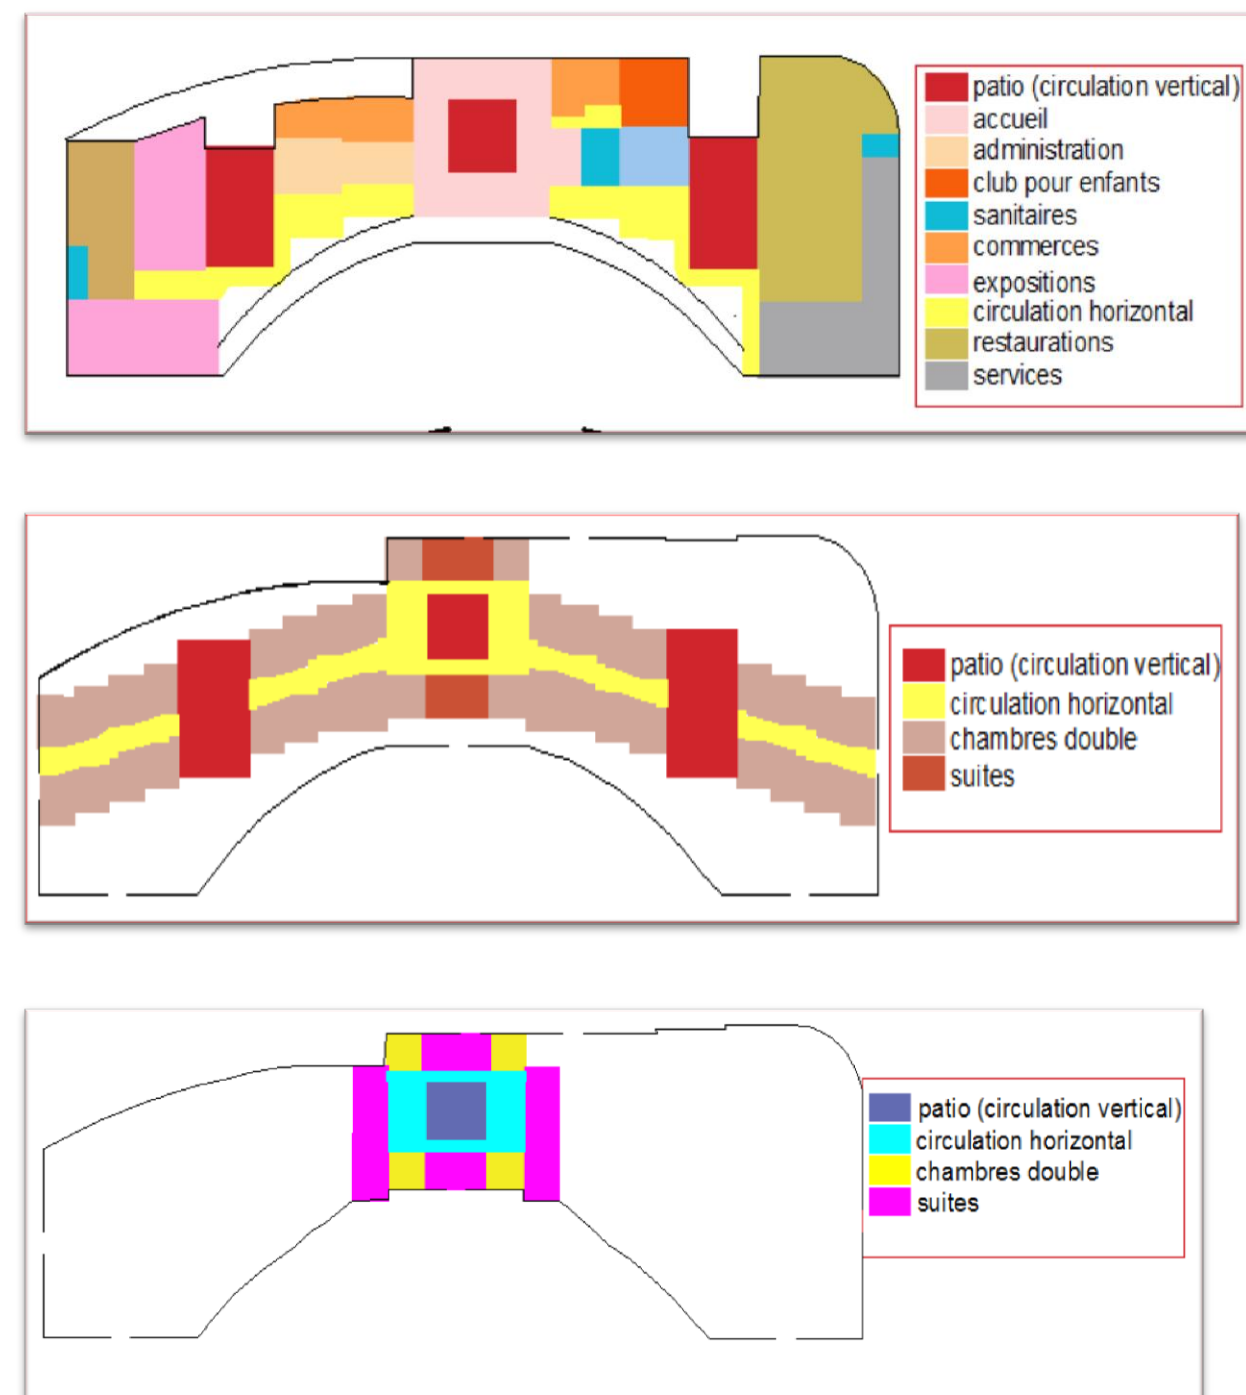 patio (circulation vertical)
accueil
administration
club pour enfants
sanitaires
commerces
expositions
circulation horizontal
restaurations
services
patio (circulation vertical)
circulation horizontal
chambres double
suites
patio (circulation vertical)
circulation horizontal
chambres double
suites